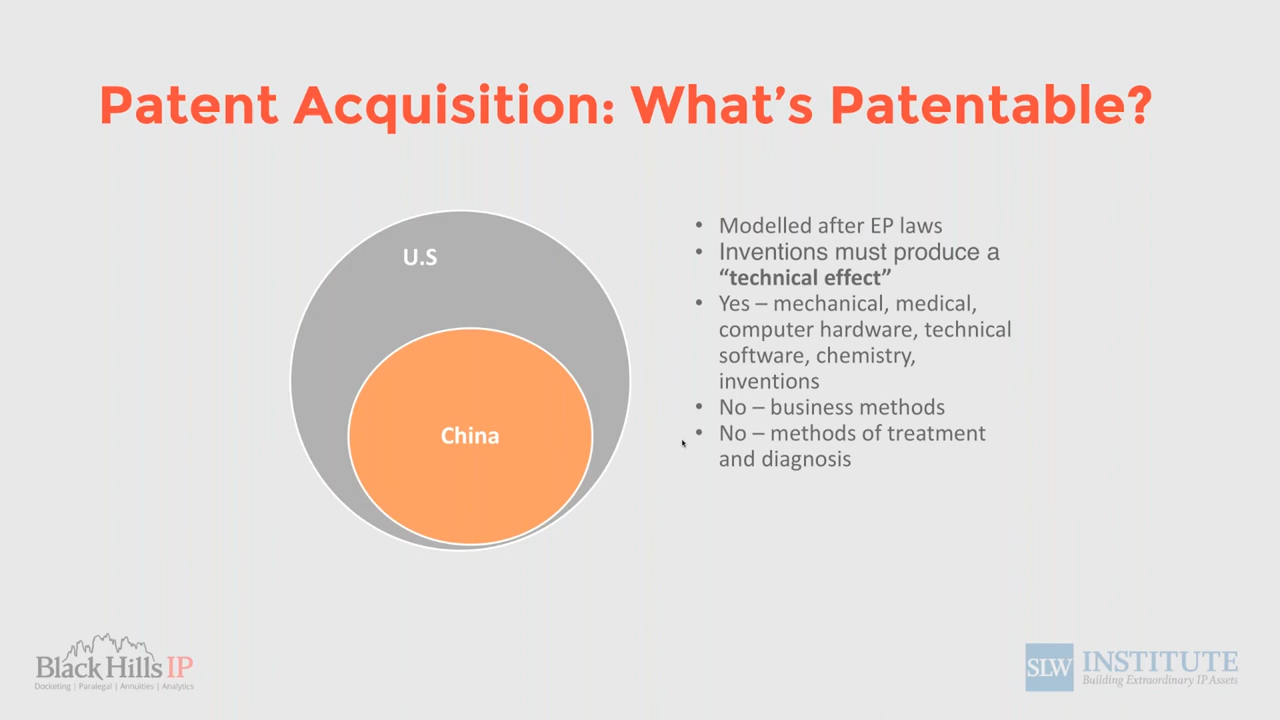 Patent Acquisition: What’s Patentable?
U.S
China
• Modelled after EP laws
• Inventions must produce a
“technical effect”
• Yes – mechanical, medical,
computer hardware, technical
software, chemistry,
inventions
• No – business methods
• No – methods of treatment
and diagnosis
Black Hills IP
Docketing | Paralegal | Annuities | Analytics
SLW INSTITUTE
Building Extraordinary IP Assets